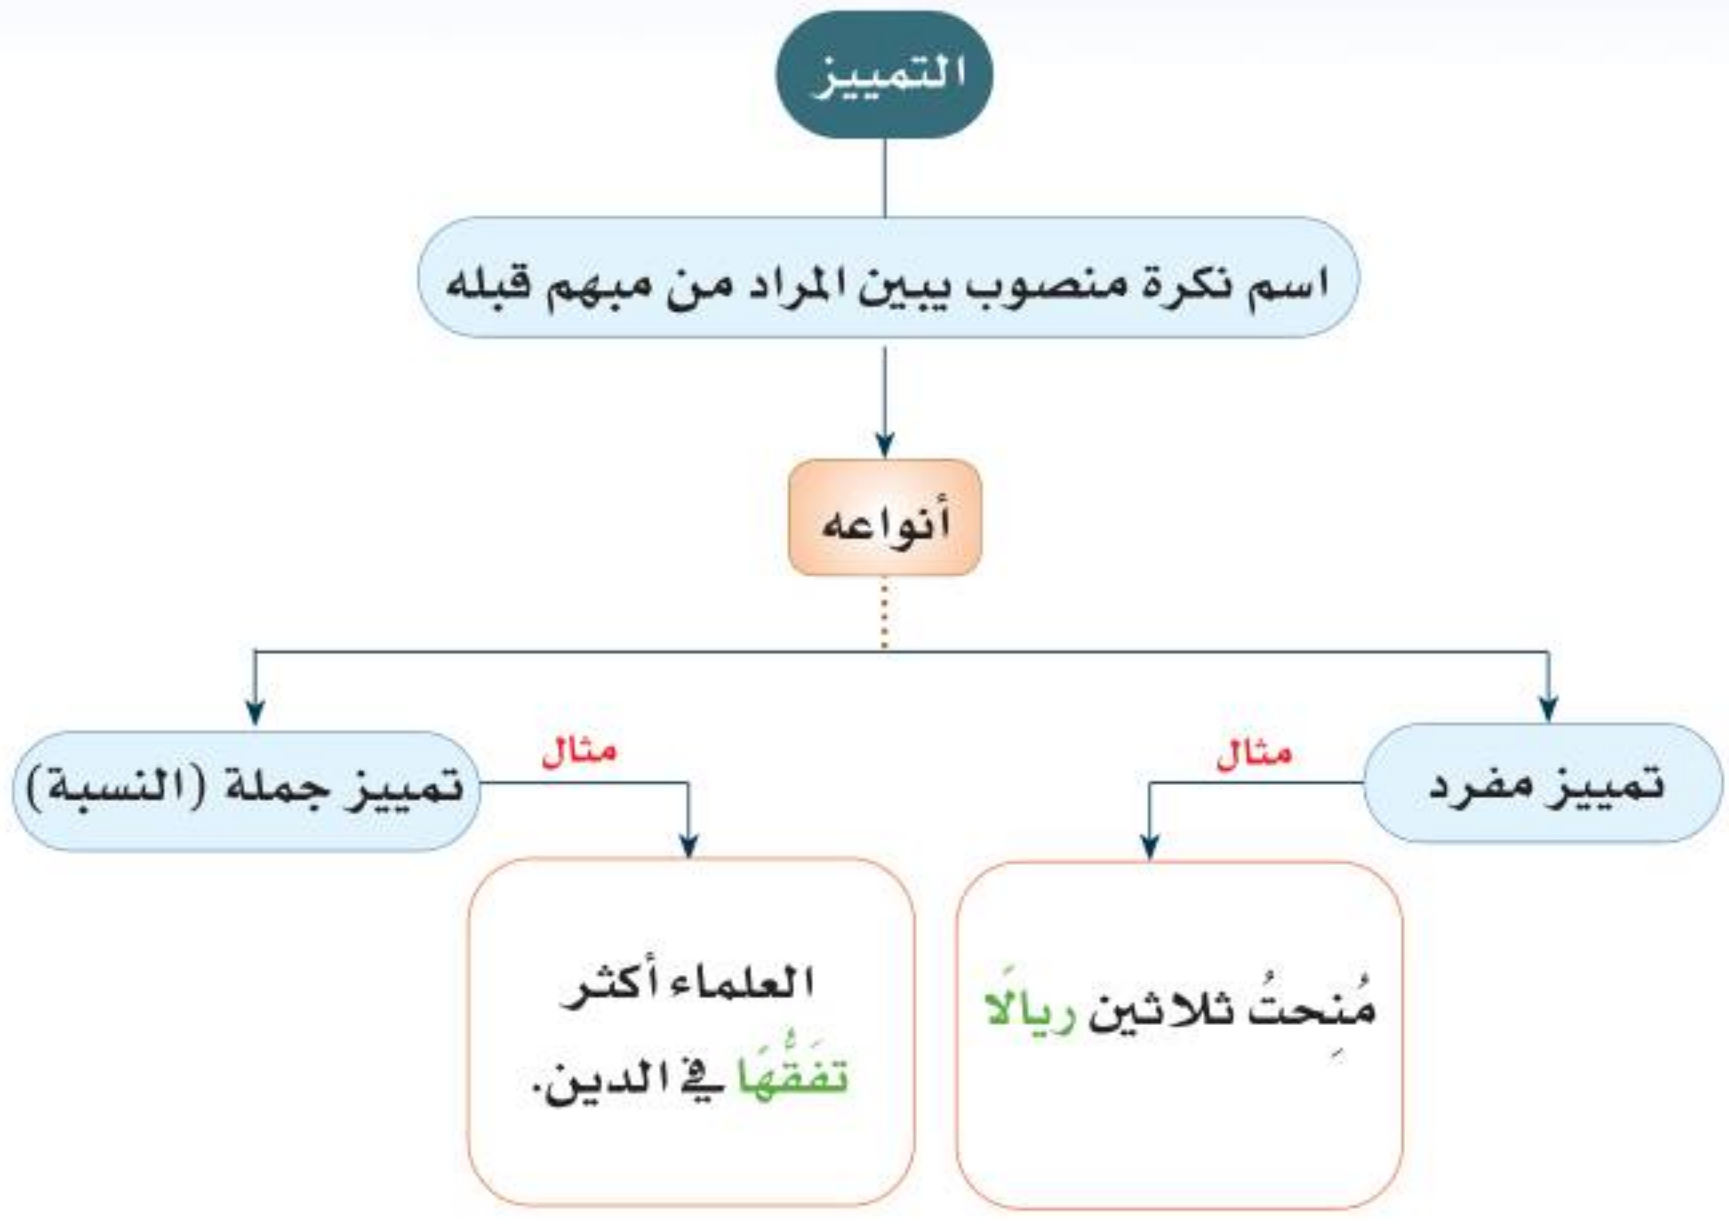 التمييز
اسم نكرة منصوب يبين المراد من مبهم قبله
أنواعه
تمييز مفرد
مثال
مُنِحتُ ثلاثين ريالًا
تمييز جملة (النسبة)
مثال
العلماء أكثر
تفَقُّهًا في الدين.